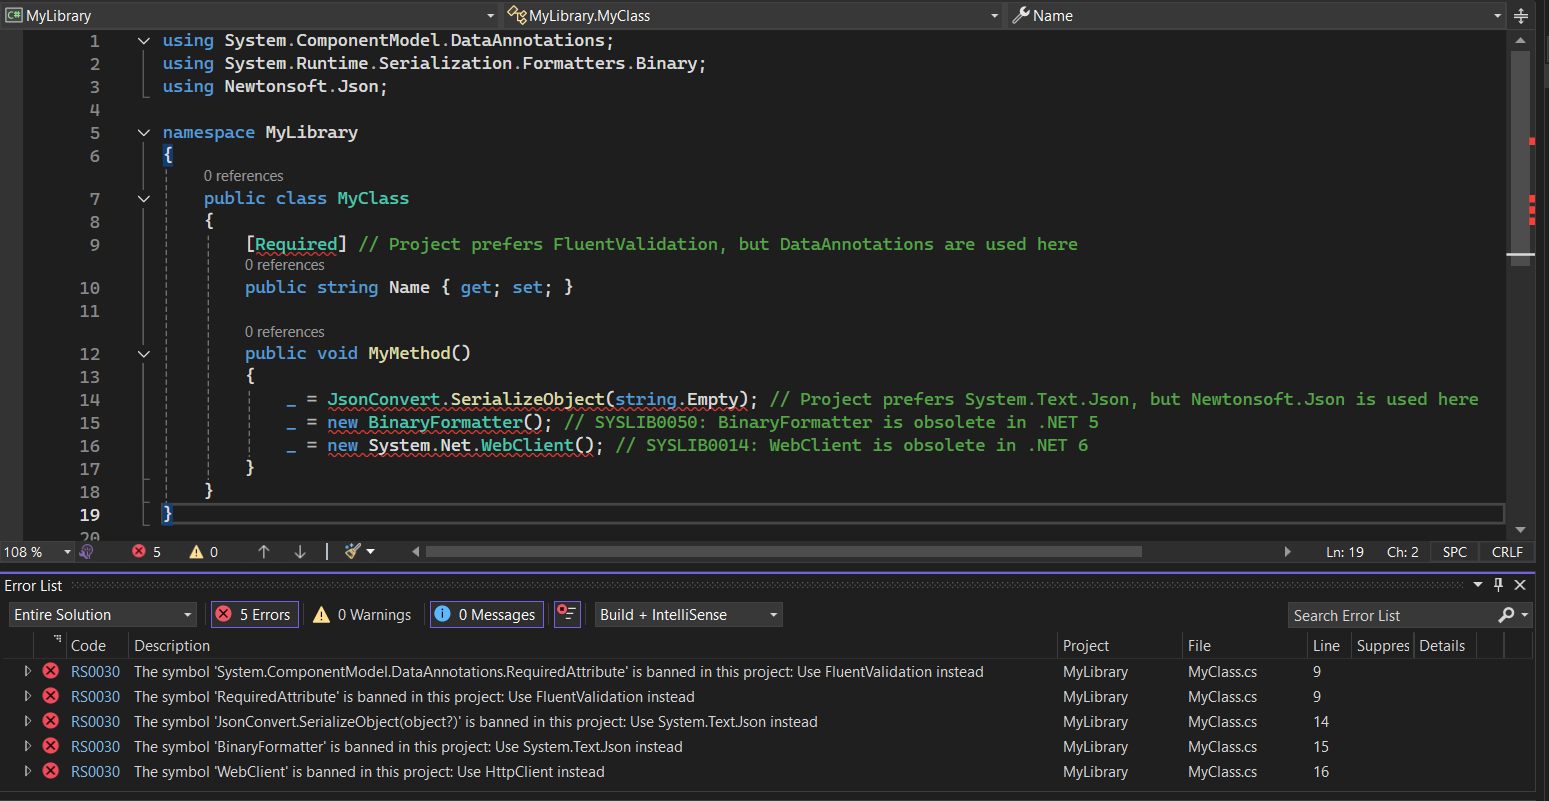 C# MyLibrary MyLibrary.MyClass Name
1 using System.ComponentModel.DataAnnotations;
2 using System.Runtime.Serialization.Formatters.Binary;
3 using Newtonsoft.Json;
4
5 namespace MyLibrary
6 {
0 references
7 public class MyClass
8 {
9 [Required] // Project prefers FluentValidation, but DataAnnotations are used here
0 references
10 public string Name { get; set; }
11
0 references
12 public void MyMethod()
13 {
14 _ = JsonConvert.SerializeObject(string.Empty); // Project prefers System.Text.Json, but Newtonsoft.Json is used here
15 _ = new BinaryFormatter(); // SYSLIB0050: BinaryFormatter is obsolete in .NET 5
16 _ = new System.Net.WebClient(); // SYSLIB0014: WebClient is obsolete in .NET 6
17 }
18 }
19 }
20
108 % 5 0 Ln: 19 Ch: 2 SPC CRLF
Error List
Entire Solution 5 Errors 0 Warnings 0 Messages Build + IntelliSense Search Error List
Code Description Project File Line Suppres Details
RS0030 The symbol 'System.ComponentModel.DataAnnotations.RequiredAttribute' is banned in this project: Use FluentValidation instead MyLibrary MyClass.cs 9
RS0030 The symbol 'RequiredAttribute' is banned in this project: Use FluentValidation instead MyLibrary MyClass.cs 9
RS0030 The symbol 'JsonConvert.SerializeObject(object?)' is banned in this project: Use System.Text.Json instead MyLibrary MyClass.cs 14
RS0030 The symbol 'BinaryFormatter' is banned in this project: Use System.Text.Json instead MyLibrary MyClass.cs 15
RS0030 The symbol 'WebClient' is banned in this project: Use HttpClient instead MyLibrary MyClass.cs 16